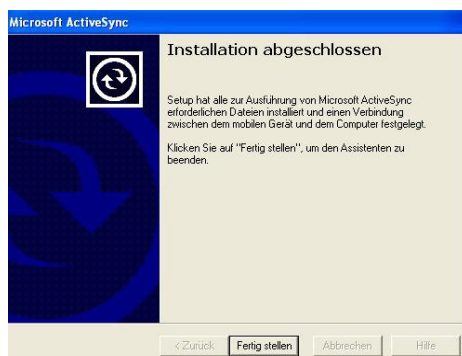 Microsoft ActiveSync
Installation abgeschlossen
Setup hat alle zur Ausführung von Microsoft ActiveSync
erforderlichen Dateien installiert und einen Verbindung
zwischen dem mobilen Gerät und dem Computer festgelegt.
Klicken Sie auf "Fertig stellen", um den Assistenten zu
beenden.
< Zurück Fertig stellen Abbrechen Hilfe